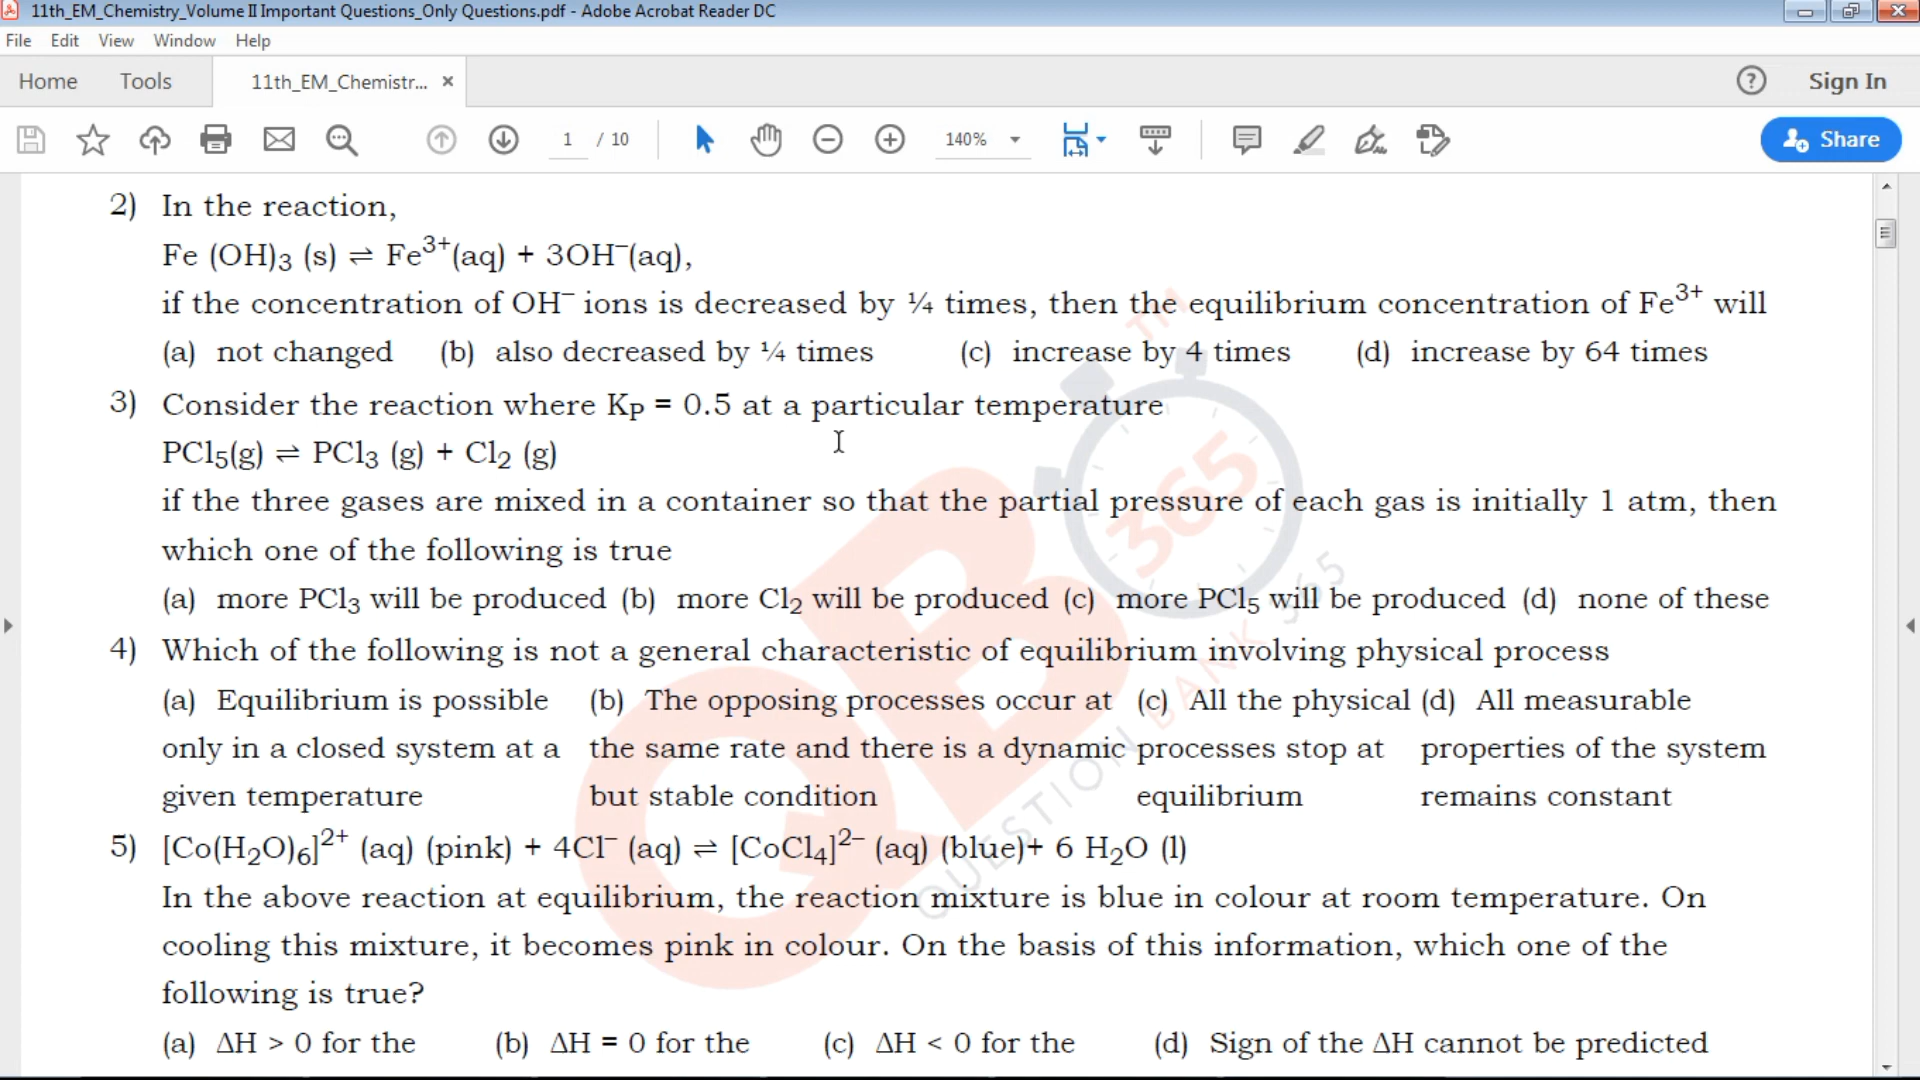 11th_EM_Chemistry_Volume II Important Questions_Only Questions.pdf - Adobe Acrobat Reader DC
File Edit View Window Help
Home Tools 11th_EM_Chemistr... × ? Sign In
1 / 10 140% Share
2) In the reaction,
Fe (OH)₃ (s) ⇌ Fe³⁺(aq) + 3OH⁻(aq),
if the concentration of OH⁻ ions is decreased by ¼ times, then the equilibrium concentration of Fe³⁺ will
(a) not changed (b) also decreased by ¼ times (c) increase by 4 times (d) increase by 64 times
3) Consider the reaction where Kₚ = 0.5 at a particular temperature
PCl₅(g) ⇌ PCl₃ (g) + Cl₂ (g)
if the three gases are mixed in a container so that the partial pressure of each gas is initially 1 atm, then
which one of the following is true
(a) more PCl₃ will be produced (b) more Cl₂ will be produced (c) more PCl₅ will be produced (d) none of these
4) Which of the following is not a general characteristic of equilibrium involving physical process
(a) Equilibrium is possible (b) The opposing processes occur at (c) All the physical (d) All measurable
only in a closed system at a the same rate and there is a dynamic processes stop at properties of the system
given temperature but stable condition equilibrium remains constant
5) [Co(H₂O)₆]²⁺ (aq) (pink) + 4Cl⁻ (aq) ⇌ [CoCl₄]²⁻ (aq) (blue)+ 6 H₂O (l)
In the above reaction at equilibrium, the reaction mixture is blue in colour at room temperature. On
cooling this mixture, it becomes pink in colour. On the basis of this information, which one of the
following is true?
(a) ΔH > 0 for the (b) ΔH = 0 for the (c) ΔH < 0 for the (d) Sign of the ΔH cannot be predicted
QB
365
TM
QUESTION BANK 365